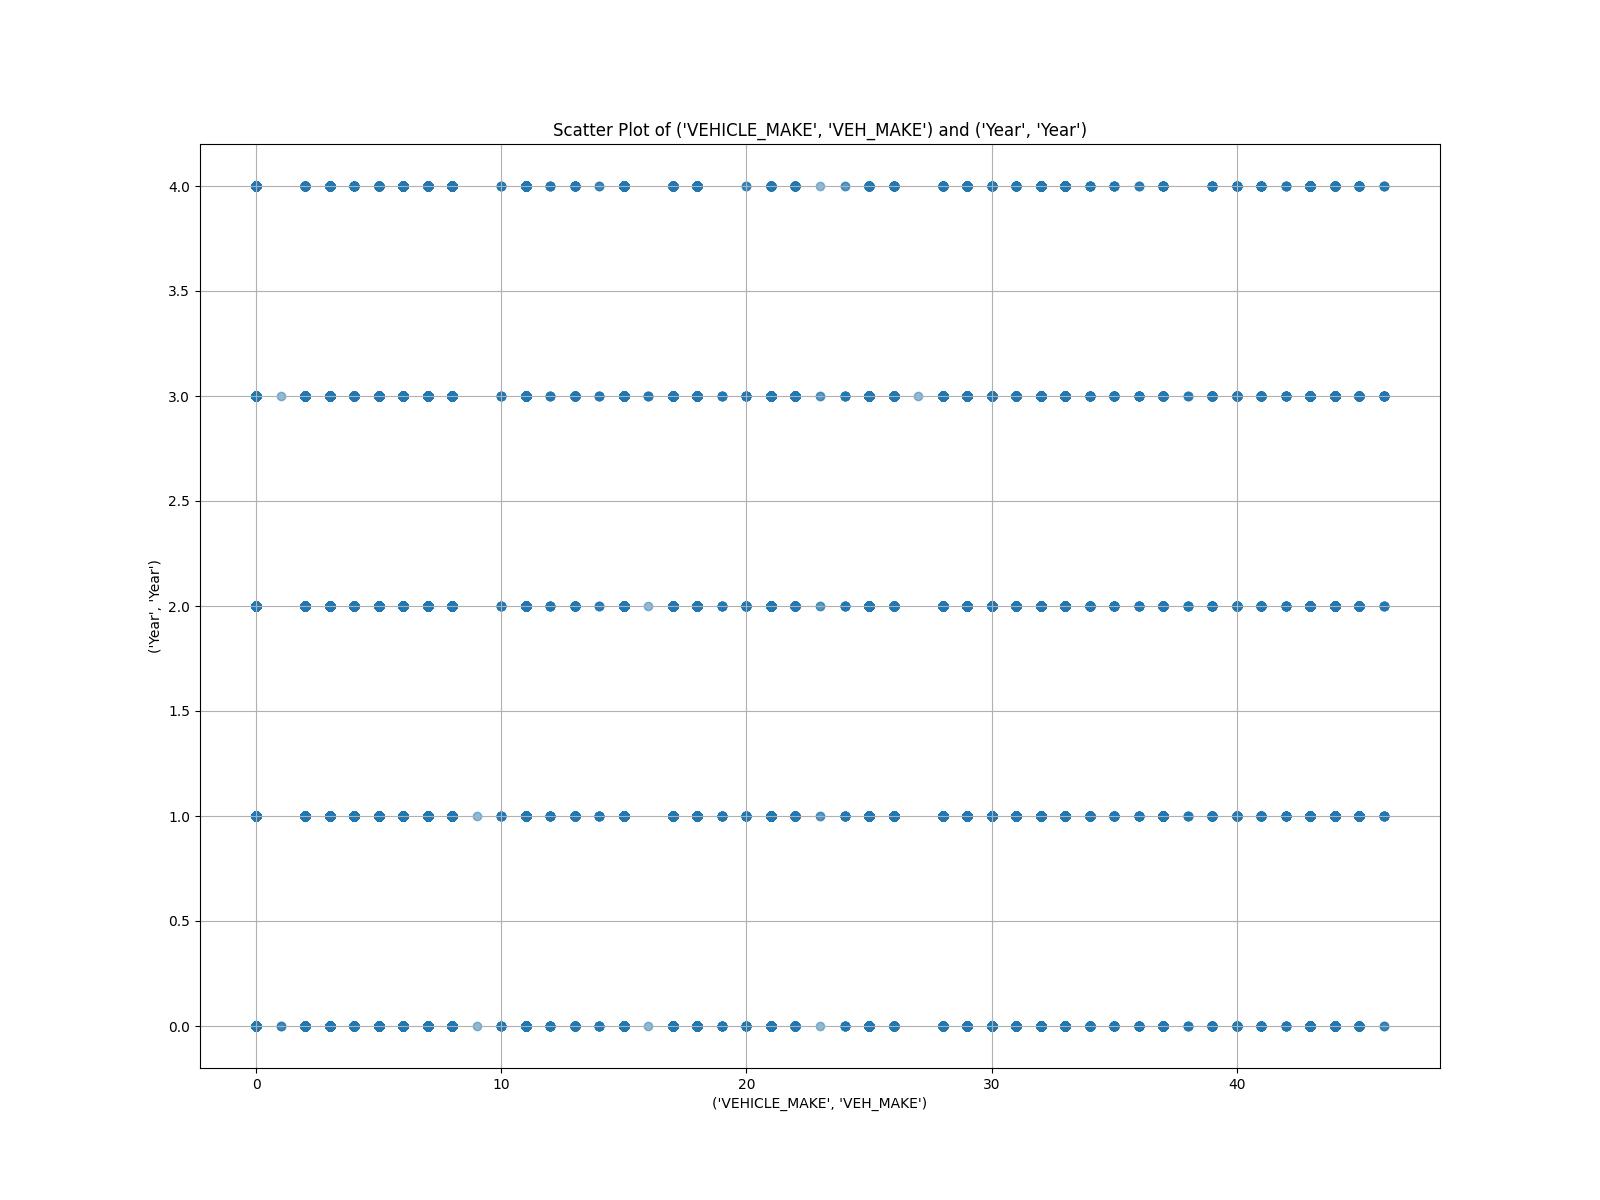 Scatter Plot of ('VEHICLE_MAKE', 'VEH_MAKE') and ('Year', 'Year')
4.0
3.5
3.0
2.5
2.0
1.5
1.0
0.5
0.0
('Year', 'Year')
0 10 20 30 40
('VEHICLE_MAKE', 'VEH_MAKE')